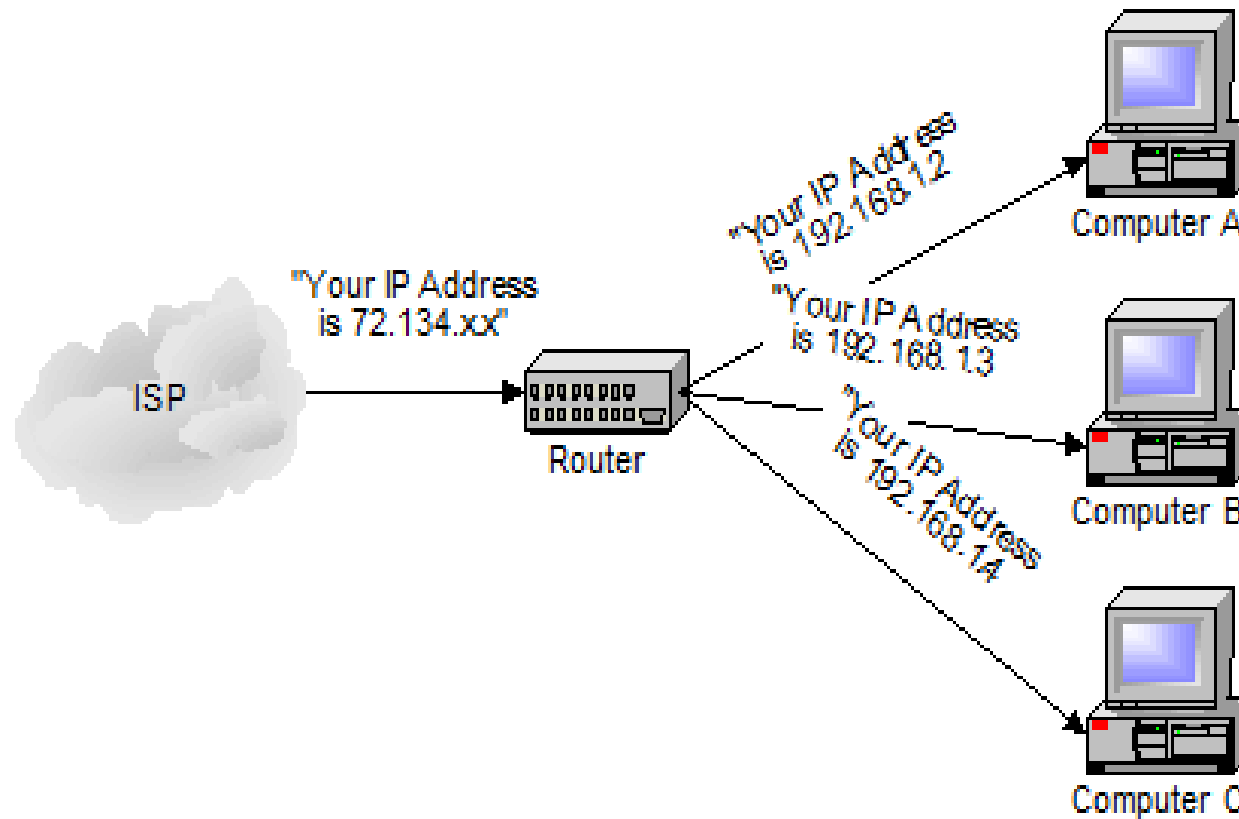 "Your IP Address
is 72.134.x.x"
ISP
Router
"Your IP Address
is 192.168.1.2
"Your IP Address
is 192.168.1.3
"Your IP Address
is 192.168.1.4
Computer A
Computer B
Computer C